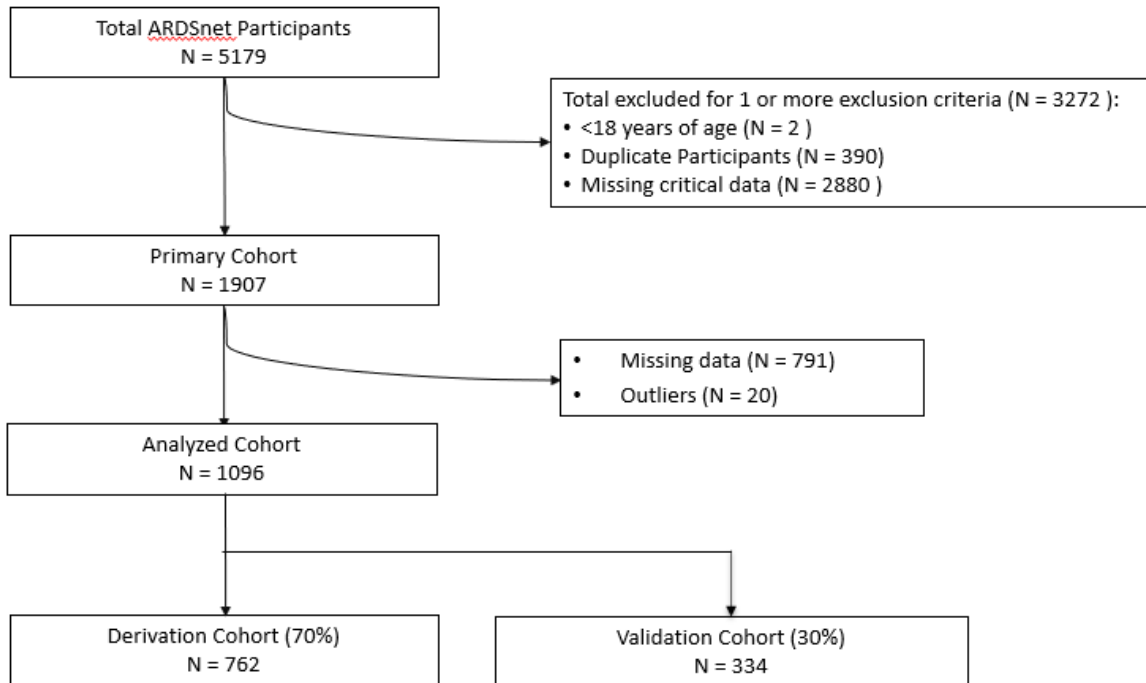 Total ARDSnet Participants
N = 5179
Total excluded for 1 or more exclusion criteria (N = 3272 ):
• <18 years of age (N = 2 )
• Duplicate Participants (N = 390)
• Missing critical data (N = 2880 )
Primary Cohort
N = 1907
• Missing data (N = 791)
• Outliers (N = 20)
Analyzed Cohort
N = 1096
Derivation Cohort (70%)
N = 762
Validation Cohort (30%)
N = 334